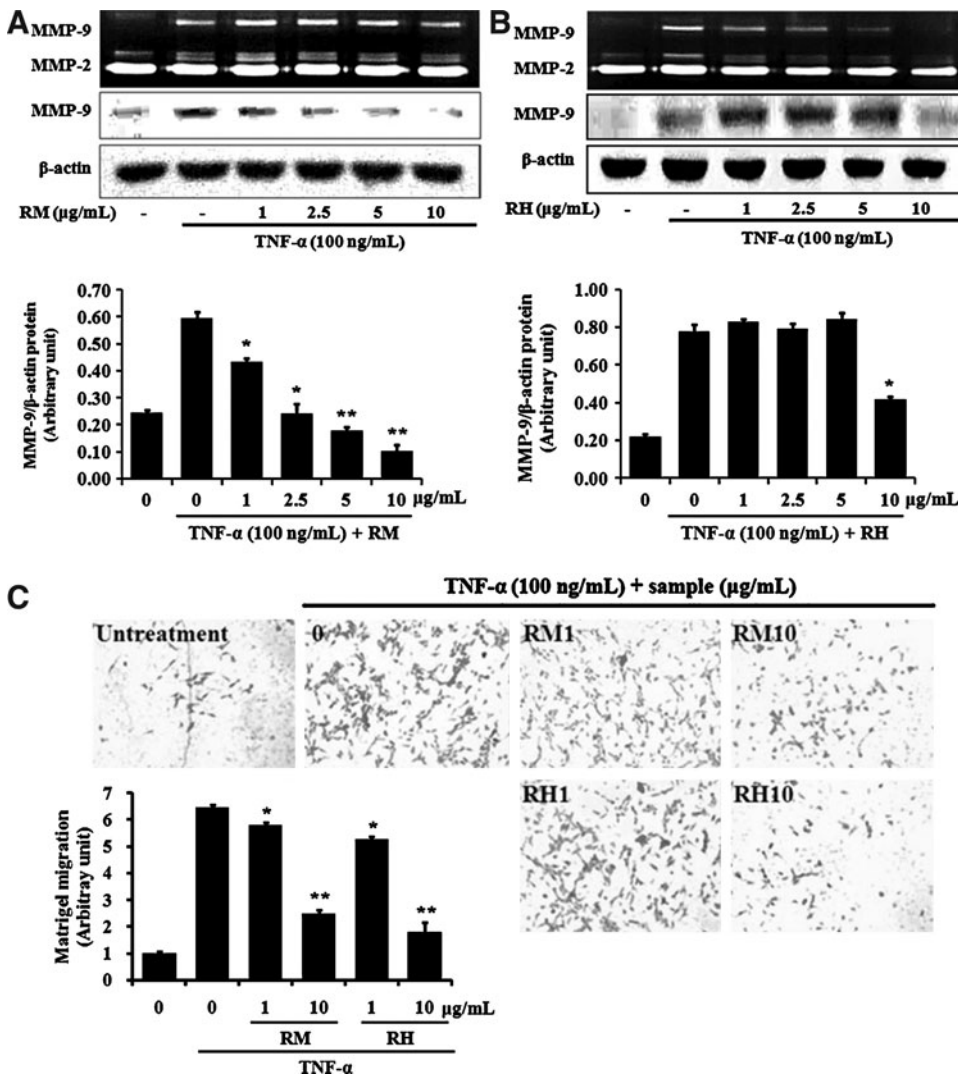 A
MMP-9
MMP-2
MMP-9
β-actin
RM (μg/mL) - - 1 2.5 5 10
TNF-α (100 ng/mL)
MMP-9/β-actin protein
(Arbitrary unit)
0.70
0.60
0.50
0.40
0.30
0.20
0.10
0.00
*
*
**
**
0 0 1 2.5 5 10 μg/mL
TNF-α (100 ng/mL) + RM
B
MMP-9
MMP-2
MMP-9
β-actin
RH (μg/mL) - - 1 2.5 5 10
TNF-α (100 ng/mL)
MMP-9/β-actin protein
(Arbitrary unit)
1.00
0.80
0.60
0.40
0.20
0.00
*
0 0 1 2.5 5 10 μg/mL
TNF-α (100 ng/mL) + RH
C
TNF-α (100 ng/mL) + sample (μg/mL)
Untreatment 0 RM1 RM10
RH1 RH10
Matrigel migration
(Arbitray unit)
7
6
5
4
3
2
1
0
*
**
*
**
0 0 1 10 1 10 μg/mL
RM RH
TNF-α